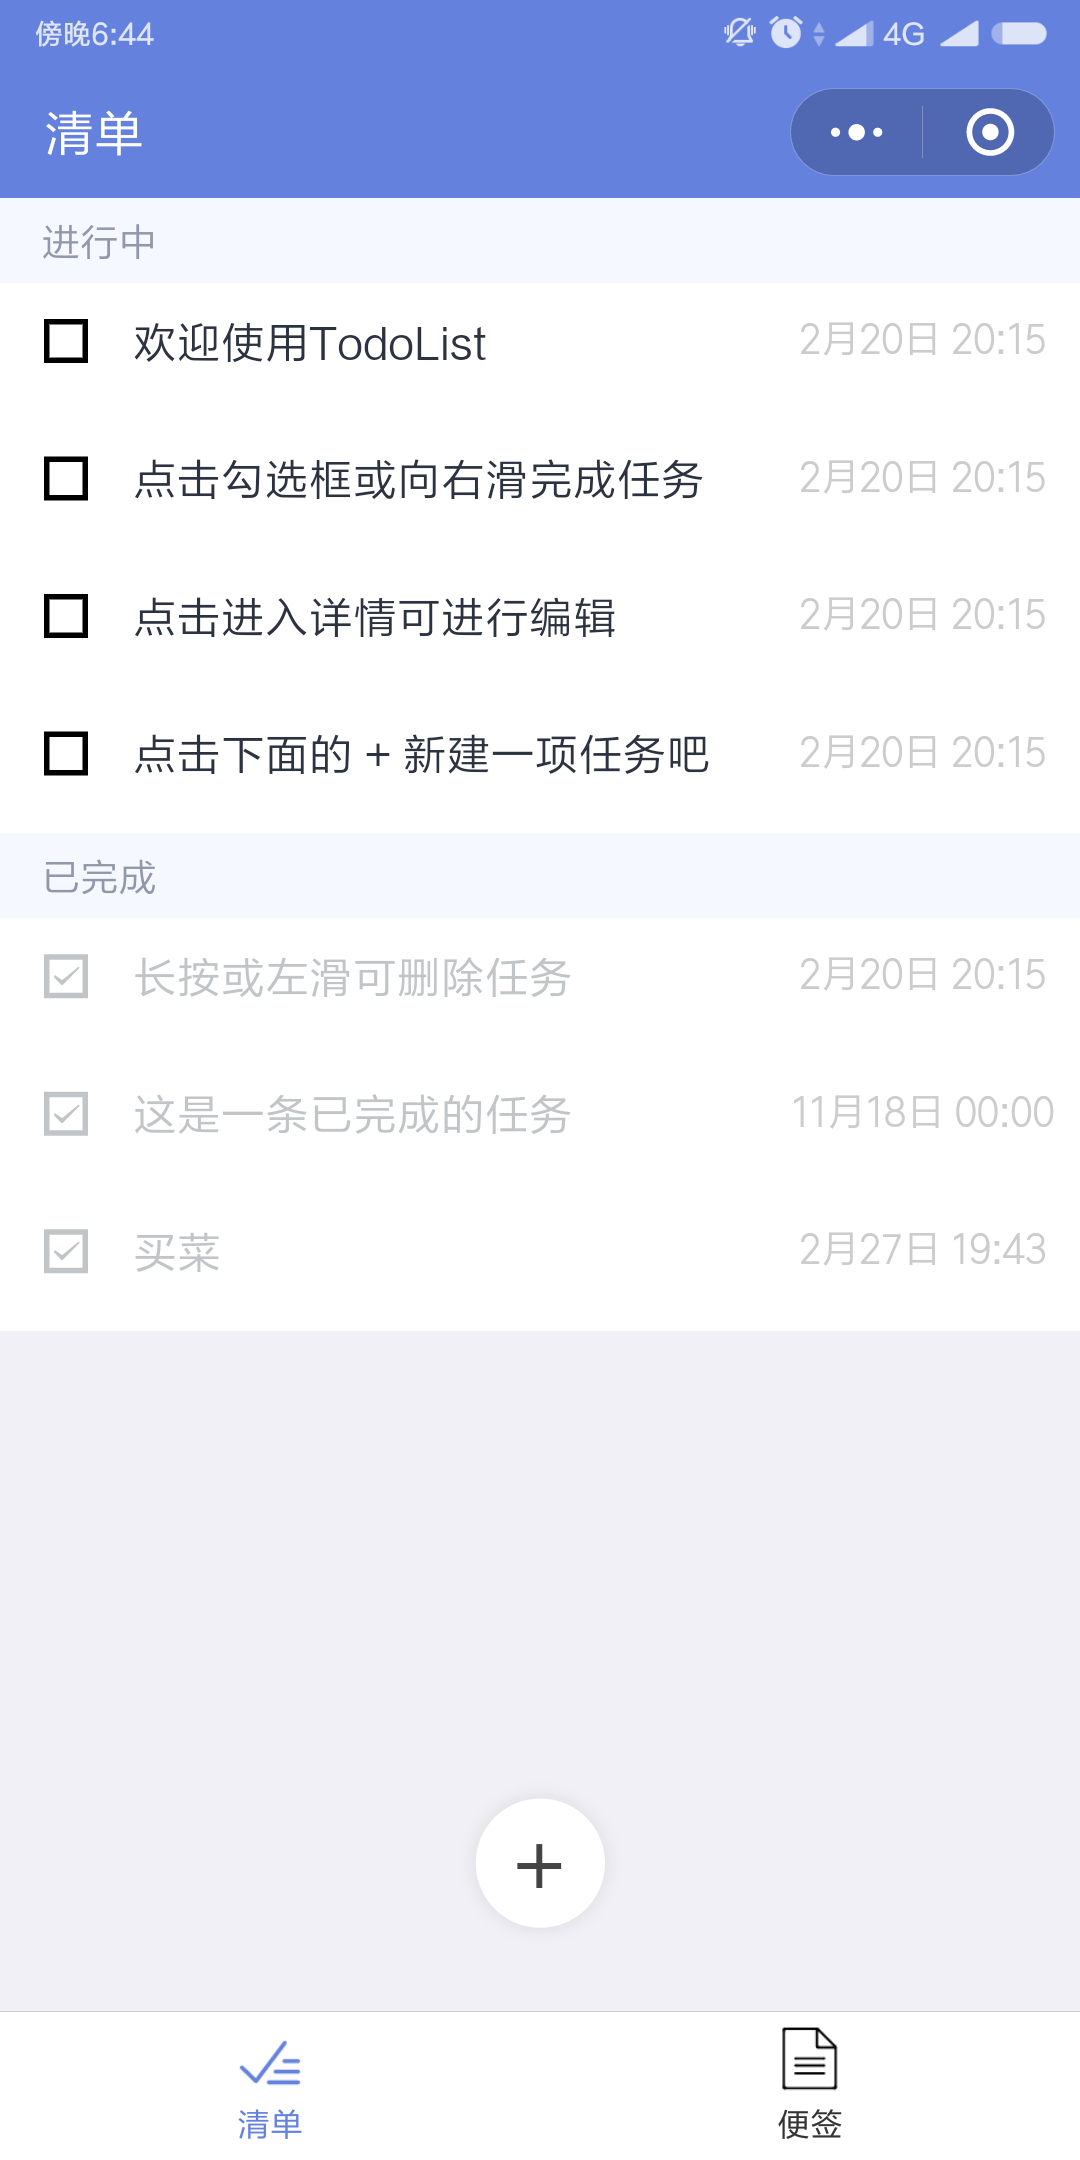 傍晚6:44
4G
清单
进行中
欢迎使用TodoList 2月20日 20:15
点击勾选框或向右滑完成任务 2月20日 20:15
点击进入详情可进行编辑 2月20日 20:15
点击下面的 + 新建一项任务吧 2月20日 20:15
已完成
长按或左滑可删除任务 2月20日 20:15
这是一条已完成的任务 11月18日 00:00
买菜 2月27日 19:43
清单 便签